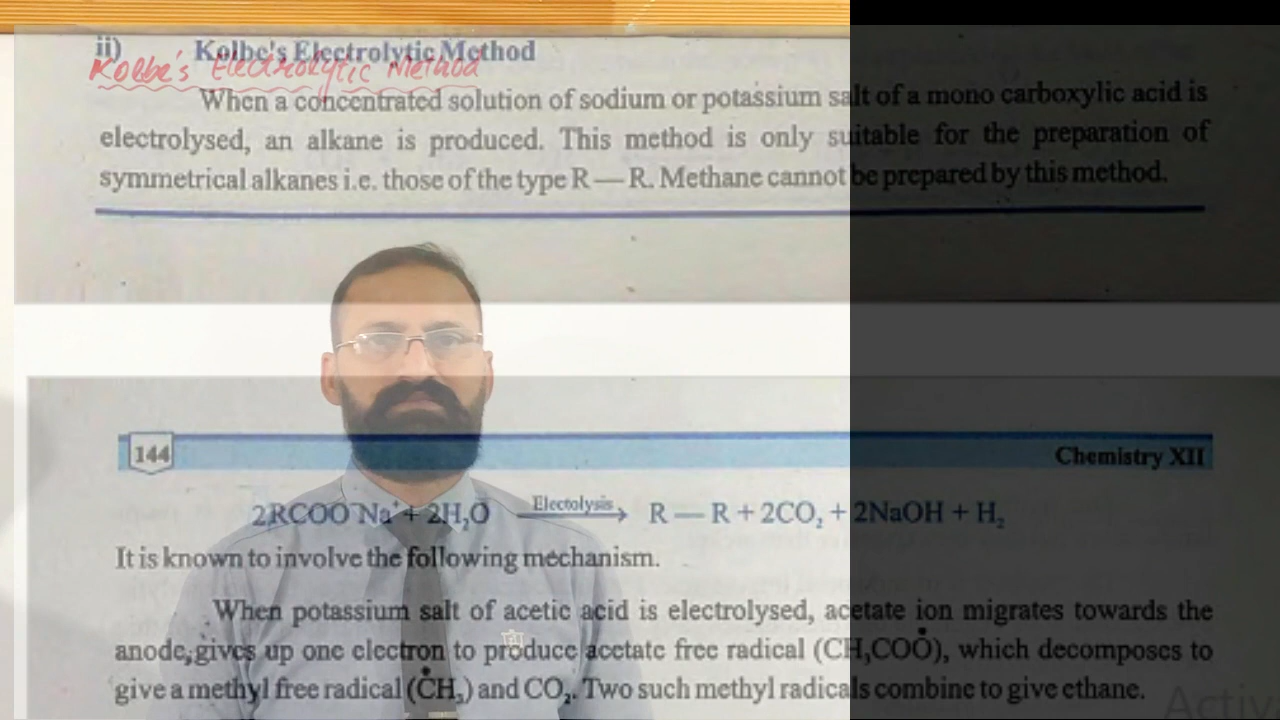 ii) Kolbe's Electrolytic Method
Kolbe's Electrolytic Method
When a concentrated solution of sodium or potassium salt of a mono carboxylic acid is
electrolysed, an alkane is produced. This method is only suitable for the preparation of
symmetrical alkanes i.e. those of the type R — R. Methane cannot be prepared by this method.
144 Chemistry XII
2RCOO⁻Na⁺ + 2H₂O Electolysis → R — R + 2CO₂ + 2NaOH + H₂
It is known to involve the following mechanism.
When potassium salt of acetic acid is electrolysed, acetate ion migrates towards the
anode, gives up one electron to produce acetate free radical (CH₃COȮ), which decomposes to
give a methyl free radical (ĊH₃) and CO₂. Two such methyl radicals combine to give ethane.
Activ